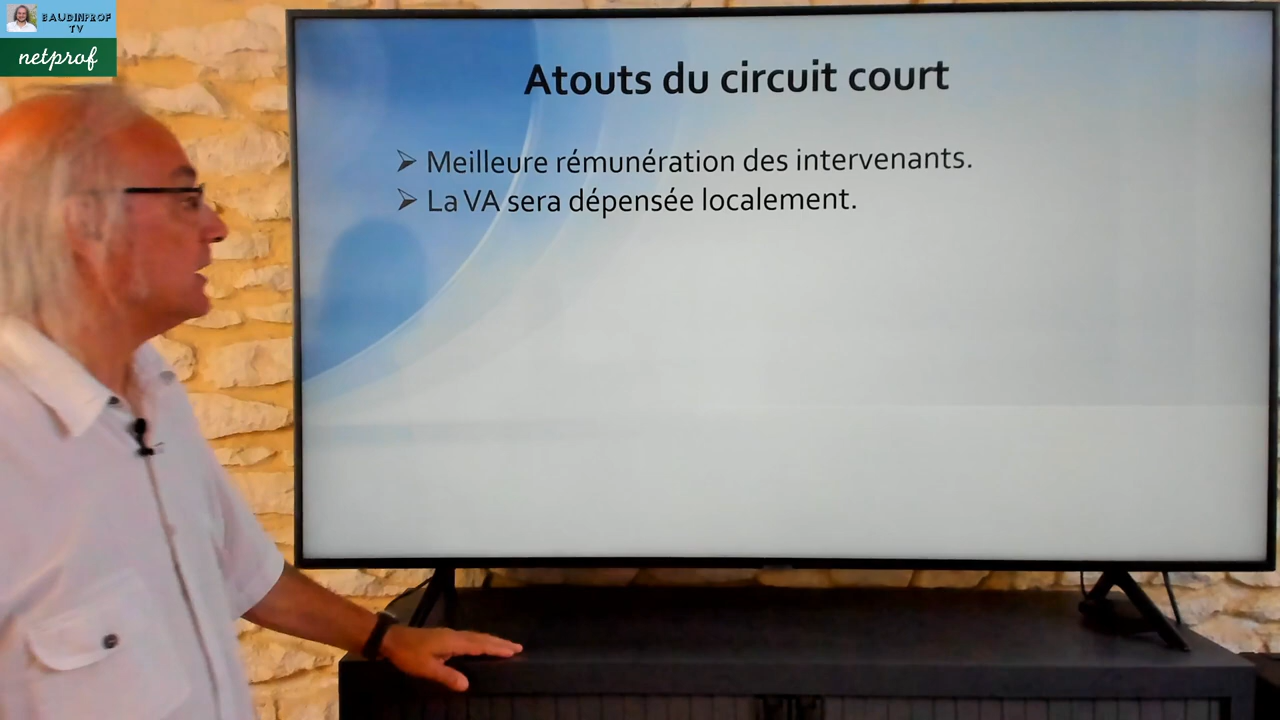 BAUDINPROF
TV
netprof
Atouts du circuit court
➢ Meilleure rémunération des intervenants.
➢ La VA sera dépensée localement.